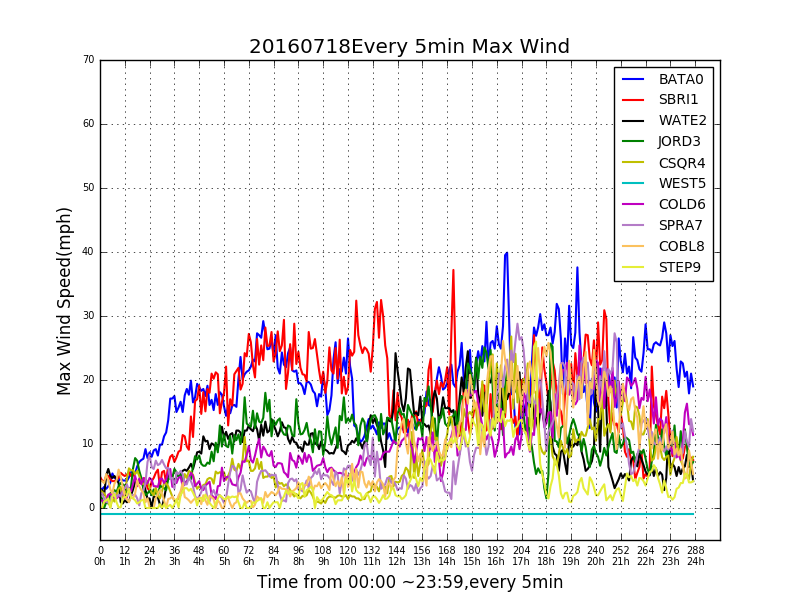 20160718Every 5min Max Wind
70
60
50
40
30
20
10
0
Max Wind Speed(mph)
BATA0
SBRI1
WATE2
JORD3
CSQR4
WEST5
COLD6
SPRA7
COBL8
STEP9
0 12 24 36 48 60 72 84 96 108 120 132 144 156 168 180 192 204 216 228 240 252 264 276 288
0h 1h 2h 3h 4h 5h 6h 7h 8h 9h 10h 11h 12h 13h 14h 15h 16h 17h 18h 19h 20h 21h 22h 23h 24h
Time from 00:00 ~23:59,every 5min